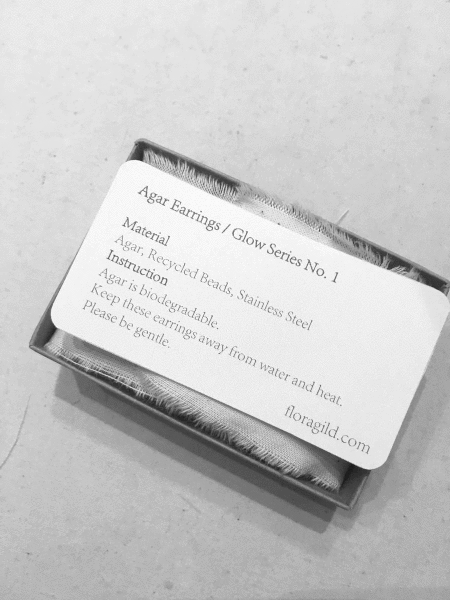 Agar Earrings / Glow Series No. 1
Material
Agar, Recycled Beads, Stainless Steel
Instruction
Agar is biodegradable.
Keep these earrings away from water and heat.
Please be gentle.
floragild.com